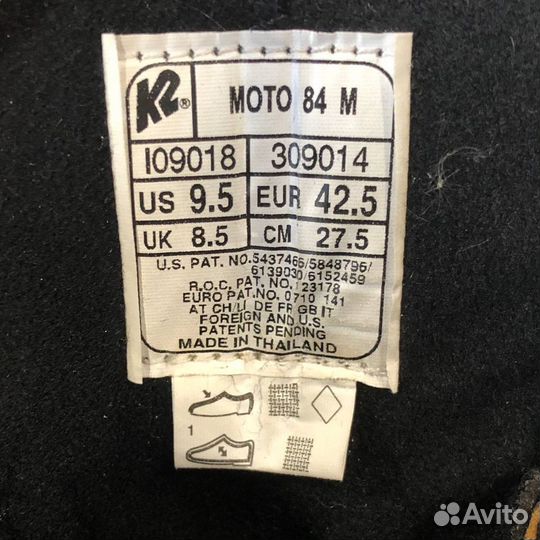 K2® MOTO 84 M
I09018 309014
US 9.5 EUR 42.5
UK 8.5 CM 27.5
U.S. PAT. NO.5437466/5848796/
6139030/6152459
R.O.C. PAT. NO.123178
EURO PAT.NO.0710 141
AT CH/LI DE FR GB IT
FOREIGN AND U.S.
PATENTS PENDING
MADE IN THAILAND
1
Avito